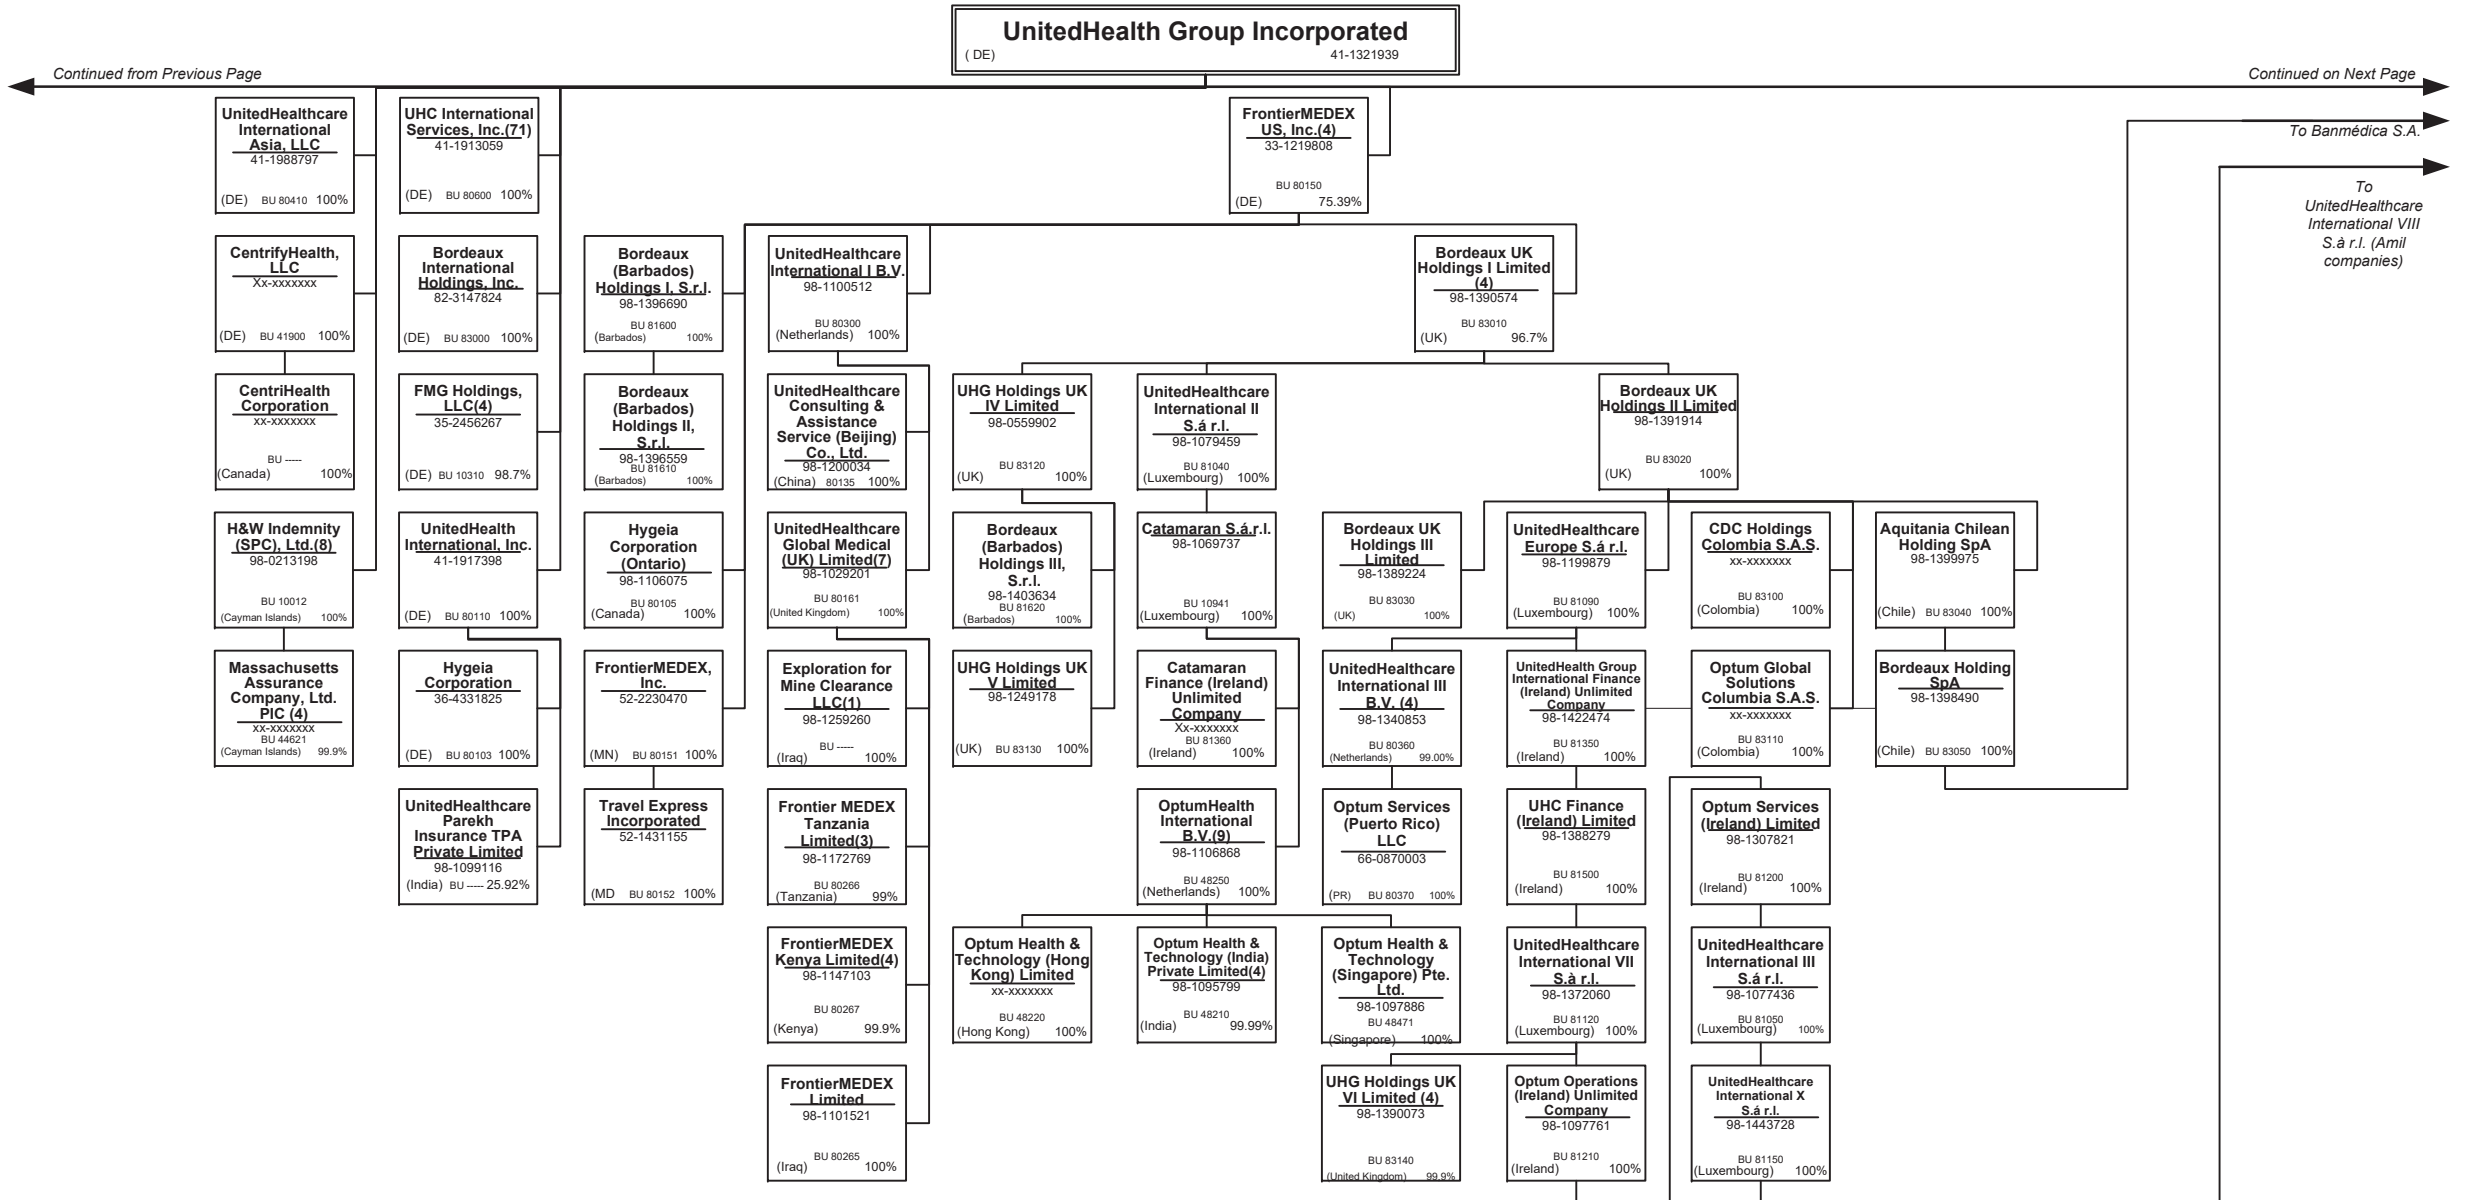 UnitedHealth Group Incorporated
( DE)
41-1321939
Continued from Previous Page
Continued on Next Page
To Banmédica S.A.
To
UnitedHealthcare
International VIII
S.à r.l. (Amil
companies)
UnitedHealthcare
International
Asia, LLC
41-1988797
(DE) BU 80410 100%
UHC International
Services, Inc.(71)
41-1913059
(DE) BU 80600 100%
FrontierMEDEX
US, Inc.(4)
33-1219808
BU 80150
(DE) 75.39%
CentrifyHealth,
LLC
Xx-xxxxxxx
(DE) BU 41900 100%
Bordeaux
International
Holdings, Inc.
82-3147824
(DE) BU 83000 100%
Bordeaux
(Barbados)
Holdings I, S.r.l.
98-1396690
BU 81600
(Barbados) 100%
UnitedHealthcare
International I B.V.
98-1100512
BU 80300
(Netherlands) 100%
Bordeaux UK
Holdings I Limited
(4)
98-1390574
BU 83010
(UK) 96.7%
CentriHealth
Corporation
xx-xxxxxxx
BU -----
(Canada) 100%
FMG Holdings,
LLC(4)
35-2456267
(DE) BU 10310 98.7%
Bordeaux
(Barbados)
Holdings II,
S.r.l.
98-1396559
BU 81610
(Barbados) 100%
UnitedHealthcare
Consulting &
Assistance
Service (Beijing)
Co., Ltd.
98-1200034
(China) 80135 100%
UHG Holdings UK
IV Limited
98-0559902
BU 83120
(UK) 100%
UnitedHealthcare
International II
S.á r.l.
98-1079459
BU 81040
(Luxembourg) 100%
Bordeaux UK
Holdings II Limited
98-1391914
BU 83020
(UK) 100%
H&W Indemnity
(SPC), Ltd.(8)
98-0213198
BU 10012
(Cayman Islands) 100%
UnitedHealth
International, Inc.
41-1917398
(DE) BU 80110 100%
Hygeia
Corporation
(Ontario)
98-1106075
BU 80105
(Canada) 100%
UnitedHealthcare
Global Medical
(UK) Limited(7)
98-1029201
BU 80161
(United Kingdom) 100%
Bordeaux
(Barbados)
Holdings III,
S.r.l.
98-1403634
BU 81620
(Barbados) 100%
Catamaran S.á.r.l.
98-1069737
BU 10941
(Luxembourg) 100%
Bordeaux UK
Holdings III
Limited
98-1389224
BU 83030
(UK) 100%
UnitedHealthcare
Europe S.á r.l.
98-1199879
BU 81090
(Luxembourg) 100%
CDC Holdings
Colombia S.A.S.
xx-xxxxxxx
BU 83100
(Colombia) 100%
Aquitania Chilean
Holding SpA
98-1399975
(Chile) BU 83040 100%
Massachusetts
Assurance
Company, Ltd.
PIC (4)
xx-xxxxxxx
BU 44621
(Cayman Islands) 99.9%
Hygeia
Corporation
36-4331825
(DE) BU 80103 100%
FrontierMEDEX,
Inc.
52-2230470
(MN) BU 80151 100%
Exploration for
Mine Clearance
LLC(1)
98-1259260
BU -----
(Iraq) 100%
UHG Holdings UK
V Limited
98-1249178
(UK) BU 83130 100%
Catamaran
Finance (Ireland)
Unlimited
Company
Xx-xxxxxxx
BU 81360
(Ireland) 100%
UnitedHealthcare
International III
B.V. (4)
98-1340853
BU 80360
(Netherlands) 99.00%
UnitedHealth Group
International Finance
(Ireland) Unlimited
Company
98-1422474
BU 81350
(Ireland) 100%
Optum Global
Solutions
Columbia S.A.S.
xx-xxxxxxx
BU 83110
(Colombia) 100%
Bordeaux Holding
SpA
98-1398490
(Chile) BU 83050 100%
UnitedHealthcare
Parekh
Insurance TPA
Private Limited
98-1099116
(India) BU ----- 25.92%
Travel Express
Incorporated
52-1431155
(MD BU 80152 100%
Frontier MEDEX
Tanzania
Limited(3)
98-1172769
BU 80266
(Tanzania) 99%
OptumHealth
International
B.V.(9)
98-1106868
BU 48250
(Netherlands) 100%
Optum Services
(Puerto Rico)
LLC
66-0870003
(PR) BU 80370 100%
UHC Finance
(Ireland) Limited
98-1388279
BU 81500
(Ireland) 100%
Optum Services
(Ireland) Limited
98-1307821
BU 81200
(Ireland) 100%
FrontierMEDEX
Kenya Limited(4)
98-1147103
BU 80267
(Kenya) 99.9%
Optum Health &
Technology (Hong
Kong) Limited
xx-xxxxxxx
BU 48220
(Hong Kong) 100%
Optum Health &
Technology (India)
Private Limited(4)
98-1095799
BU 48210
(India) 99.99%
Optum Health &
Technology
(Singapore) Pte.
Ltd.
98-1097886
BU 48471
(Singapore) 100%
UnitedHealthcare
International VII
S.à r.l.
98-1372060
BU 81120
(Luxembourg) 100%
UnitedHealthcare
International III
S.á r.l.
98-1077436
BU 81050
(Luxembourg) 100%
FrontierMEDEX
Limited
98-1101521
BU 80265
(Iraq) 100%
UHG Holdings UK
VI Limited (4)
98-1390073
BU 83140
(United Kingdom) 99.9%
Optum Operations
(Ireland) Unlimited
Company
98-1097761
BU 81210
(Ireland) 100%
UnitedHealthcare
International X
S.á r.l.
98-1443728
BU 81150
(Luxembourg) 100%